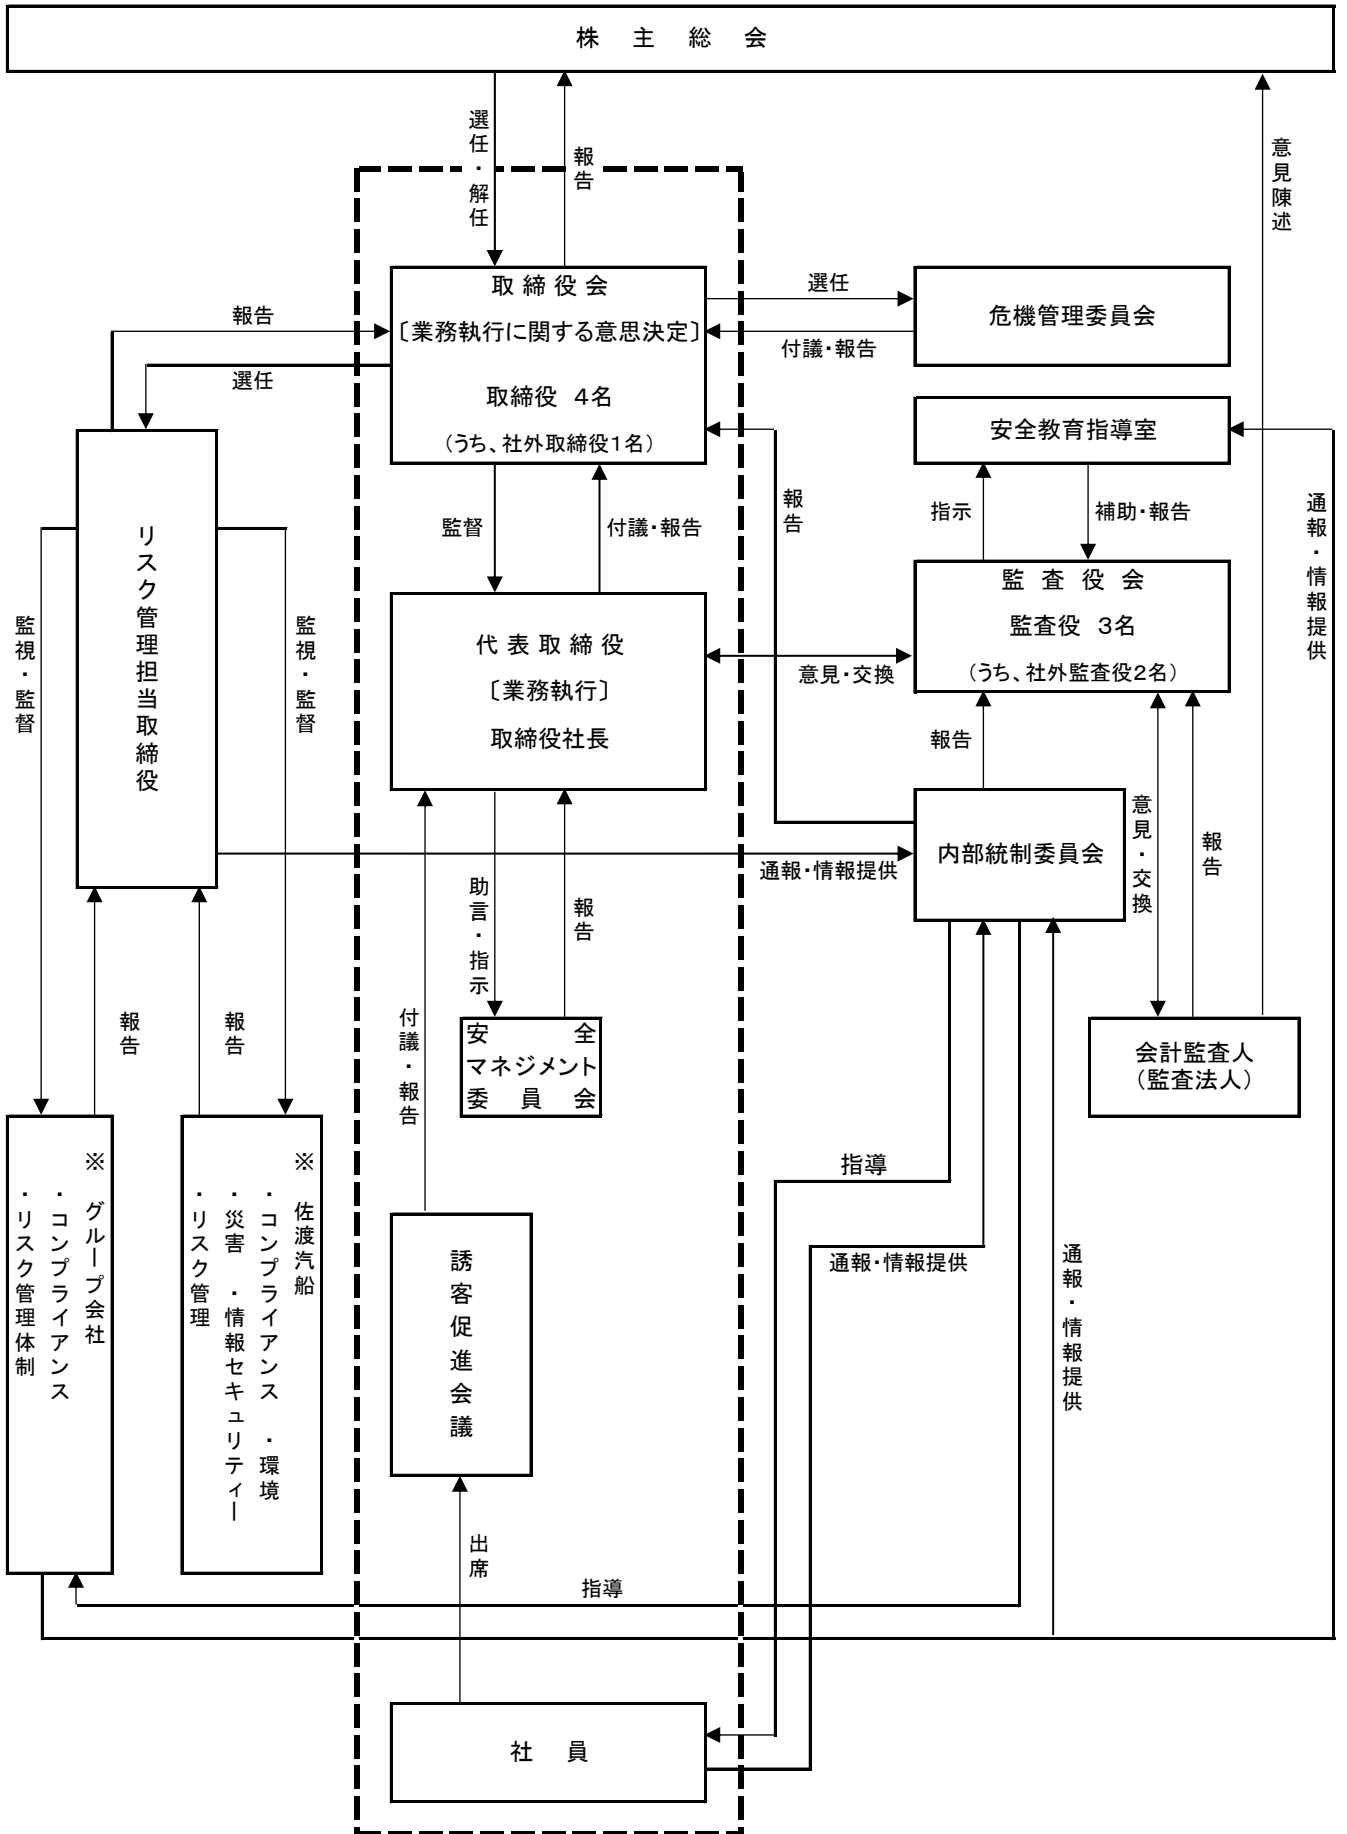 株 主 総 会
選任・解任
報告
意見陳述
取 締 役 会
〔業務執行に関する意思決定〕
取締役 4名
(うち、社外取締役1名)
選任
付議・報告
危機管理委員会
報告
選任
安全教育指導室
指示
補助・報告
通報・情報提供
報告
監督
付議・報告
リスク管理担当取締役
監視・監督
監視・監督
代 表 取 締 役
〔業務執行〕
取締役社長
意見・交換
監 査 役 会
監査役 3名
(うち、社外監査役2名)
報告
意見・交換
報告
内部統制委員会
通報・情報提供
助言・指示
報告
付議・報告
安 全
マネジメント
委 員 会
会計監査人
(監査法人)
報告
報告
※ グループ会社
・コンプライアンス
・リスク管理体制
※ 佐渡汽船
・コンプライアンス ・環境
・災害 ・情報セキュリティー
・リスク管理
指導
通報・情報提供
通報・情報提供
誘客促進会議
出席
指導
社 員